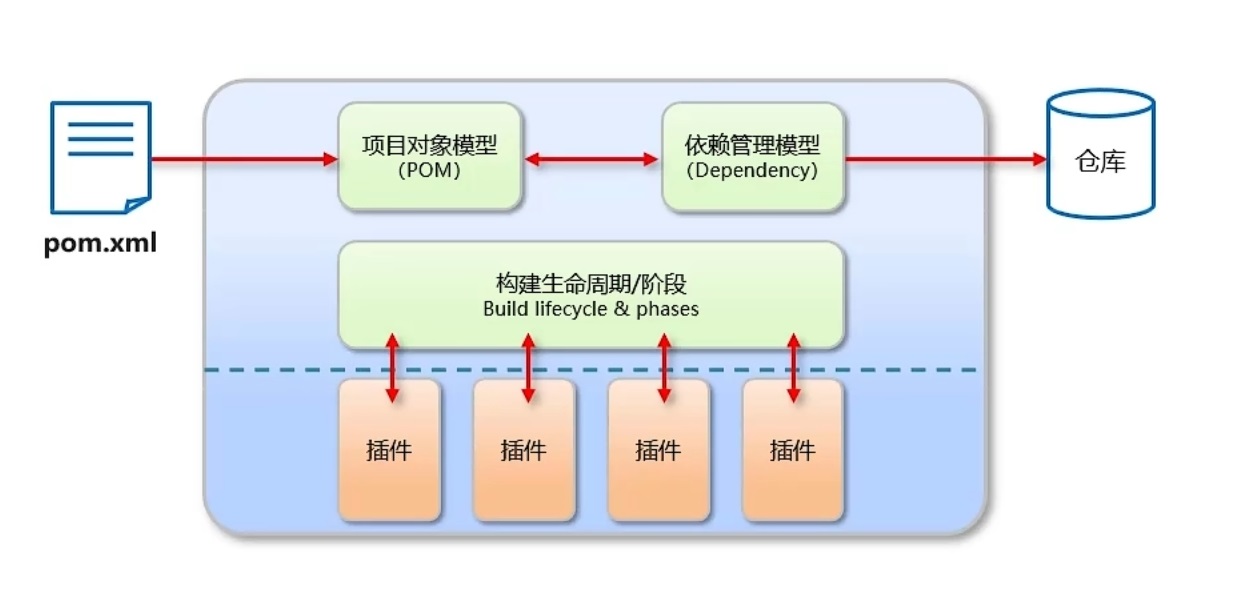 项目对象模型
(POM)
依赖管理模型
(Dependency)
仓库
pom.xml
构建生命周期/阶段
Build lifecycle & phases
插件
插件
插件
插件